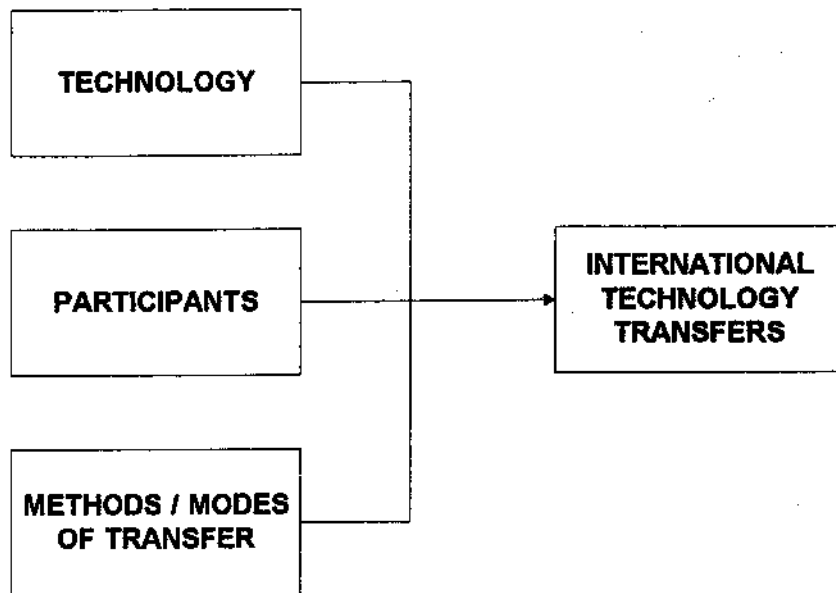 TECHNOLOGY
PARTICIPANTS
METHODS / MODES
OF TRANSFER
INTERNATIONAL
TECHNOLOGY
TRANSFERS